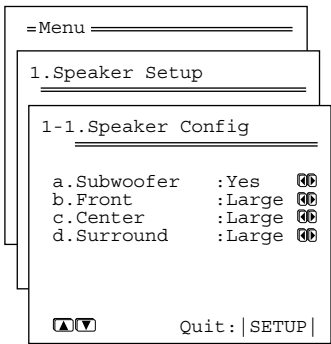 =Menu
1.Speaker Setup
1-1.Speaker Config
a.Subwoofer :Yes
b.Front :Large
c.Center :Large
d.Surround :Large
Quit:|SETUP|